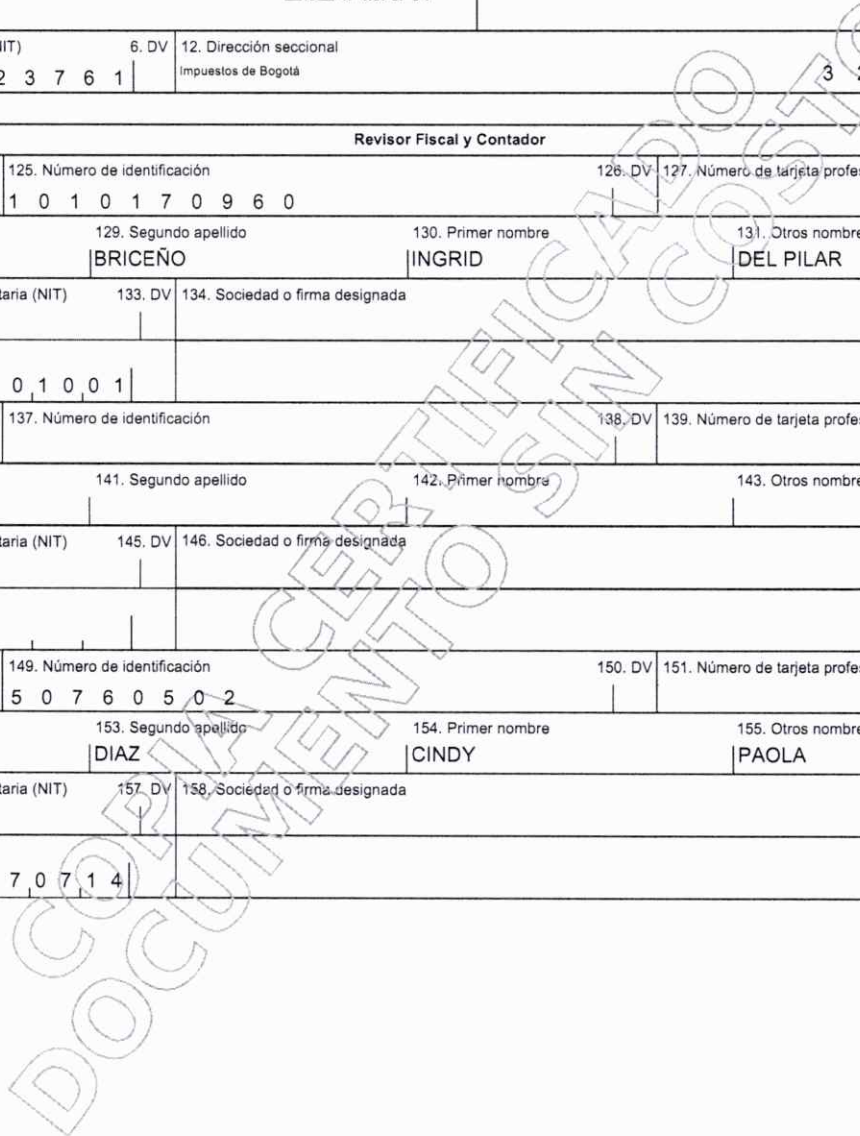 IT) 6. DV 12. Dirección seccional
2 3 7 6 1 Impuestos de Bogotá 3
Revisor Fiscal y Contador
125. Número de identificación 126. DV 127. Número de tarjeta profe
1 0 1 0 1 7 0 9 6 0
129. Segundo apellido 130. Primer nombre 131. Otros nombre
BRICEÑO INGRID DEL PILAR
taria (NIT) 133. DV 134. Sociedad o firma designada
0 1 0 0 1
137. Número de identificación 138. DV 139. Número de tarjeta profe
141. Segundo apellido 142. Primer nombre 143. Otros nombre
taria (NIT) 145. DV 146. Sociedad o firma designada
149. Número de identificación 150. DV 151. Número de tarjeta profe
5 0 7 6 0 5 0 2
153. Segundo apellido 154. Primer nombre 155. Otros nombre
DIAZ CINDY PAOLA
taria (NIT) 157. DV 158. Sociedad o firma designada
7 0 7 1 4
COPIA CERTIFICADO
DOCUMENTO SIN COSTO